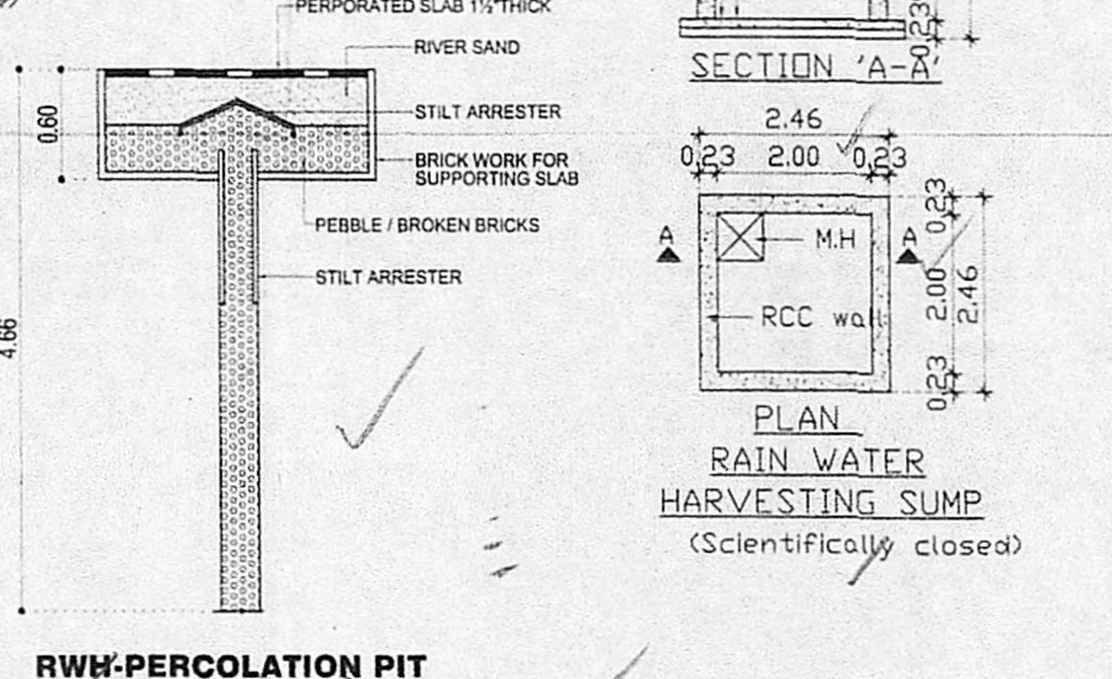 PERPORATED SLAB 1½"THICK
RIVER SAND
STILT ARRESTER
BRICK WORK FOR
SUPPORTING SLAB
PEBBLE / BROKEN BRICKS
STILT ARRESTER
0.60
4.66
RWH-PERCOLATION PIT
0.23
SECTION 'A-A'
2.46
0.23 2.00 0.23
A
M.H
A
RCC wall
0.23
2.00
2.46
0.23
PLAN
RAIN WATER
HARVESTING SUMP
(Scientifically closed)